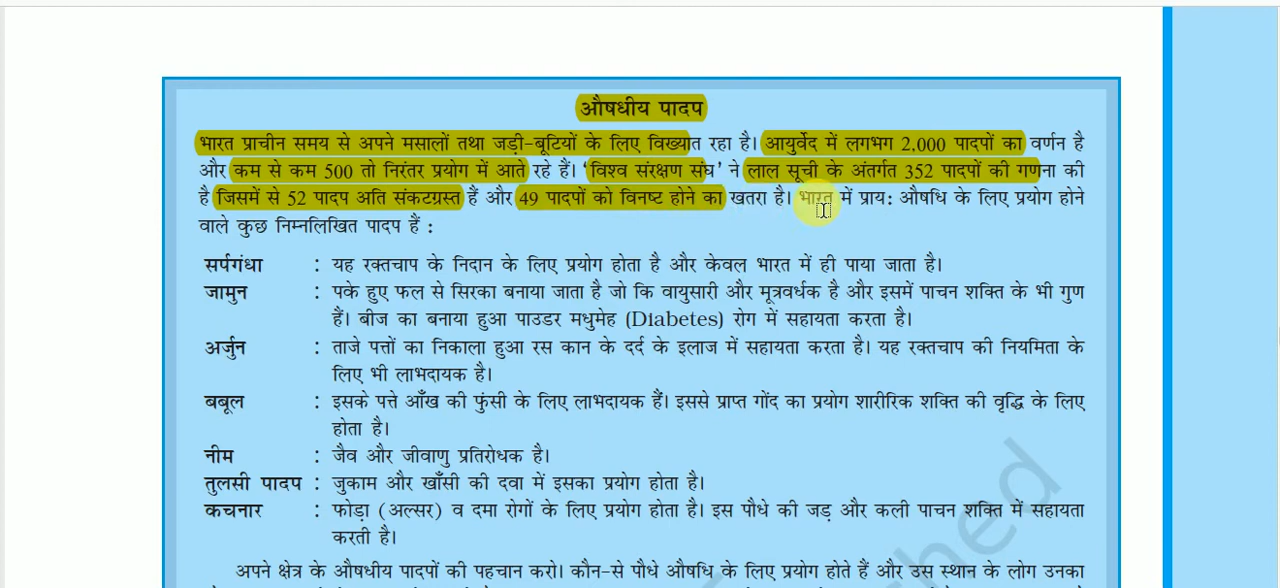 औषधीय पादप
भारत प्राचीन समय से अपने मसालों तथा जड़ी-बूटियों के लिए विख्यात रहा है। आयुर्वेद में लगभग 2,000 पादपों का वर्णन है
और कम से कम 500 तो निरंतर प्रयोग में आते रहे हैं। 'विश्व संरक्षण संघ' ने लाल सूची के अंतर्गत 352 पादपों की गणना की
है जिसमें से 52 पादप अति संकटग्रस्त हैं और 49 पादपों को विनष्ट होने का खतरा है। भारत में प्राय: औषधि के लिए प्रयोग होने
वाले कुछ निम्नलिखित पादप हैं :
सर्पगंधा : यह रक्तचाप के निदान के लिए प्रयोग होता है और केवल भारत में ही पाया जाता है।
जामुन : पके हुए फल से सिरका बनाया जाता है जो कि वायुसारी और मूत्रवर्धक है और इसमें पाचन शक्ति के भी गुण
हैं। बीज का बनाया हुआ पाउडर मधुमेह (Diabetes) रोग में सहायता करता है।
अर्जुन : ताजे पत्तों का निकाला हुआ रस कान के दर्द के इलाज में सहायता करता है। यह रक्तचाप की नियमिता के
लिए भी लाभदायक है।
बबूल : इसके पत्ते आँख की फुंसी के लिए लाभदायक हैं। इससे प्राप्त गोंद का प्रयोग शारीरिक शक्ति की वृद्धि के लिए
होता है।
नीम : जैव और जीवाणु प्रतिरोधक है।
तुलसी पादप : जुकाम और खाँसी की दवा में इसका प्रयोग होता है।
कचनार : फोड़ा (अल्सर) व दमा रोगों के लिए प्रयोग होता है। इस पौधे की जड़ और कली पाचन शक्ति में सहायता
करती है।
अपने क्षेत्र के औषधीय पादपों की पहचान करो। कौन-से पौधे औषधि के लिए प्रयोग होते हैं और उस स्थान के लोग उनका